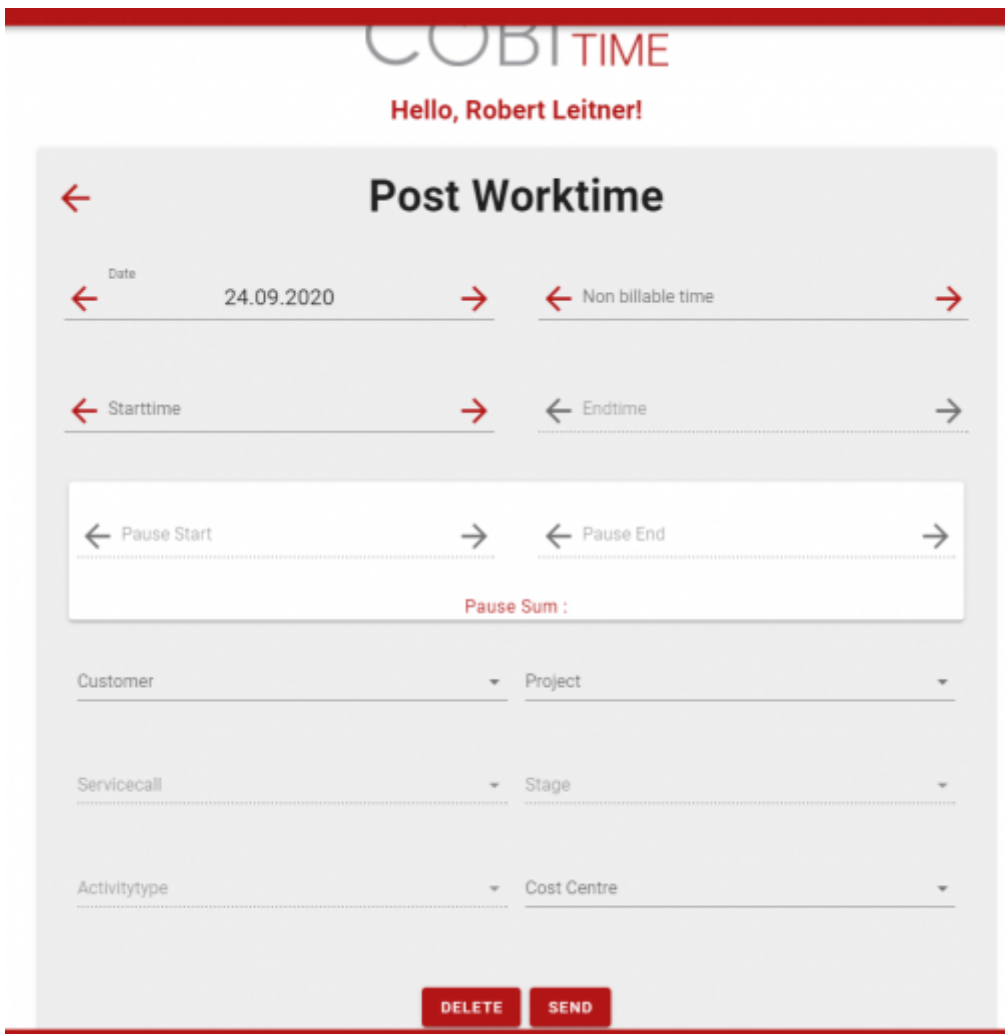 COBI TIME
Hello, Robert Leitner!
Post Worktime
Date
24.09.2020
Non billable time
Starttime
Endtime
Pause Start
Pause End
Pause Sum :
Customer
Project
Servicecall
Stage
Activitytype
Cost Centre
DELETE
SEND